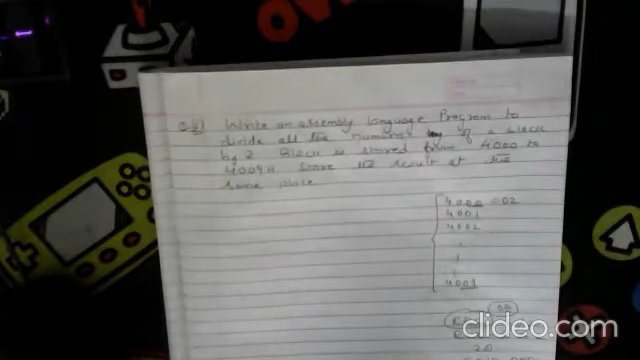 Write an assembly language Program to
divide all the numbers of a block
by 2 Block is stored from 4000 to
4009H. Store the result at the
same place
4000 = 02
4001
4002
4009
clideo.com